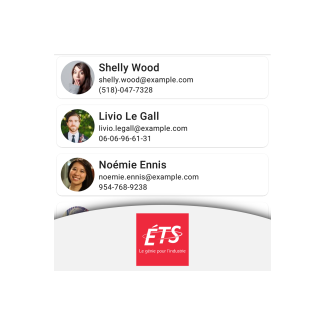 Shelly Wood
shelly.wood@example.com
(518)-047-7328
Livio Le Gall
livio.legall@example.com
06-06-96-61-31
Noémie Ennis
noemie.ennis@example.com
954-768-9238
ÉTS
Le génie pour l'industrie